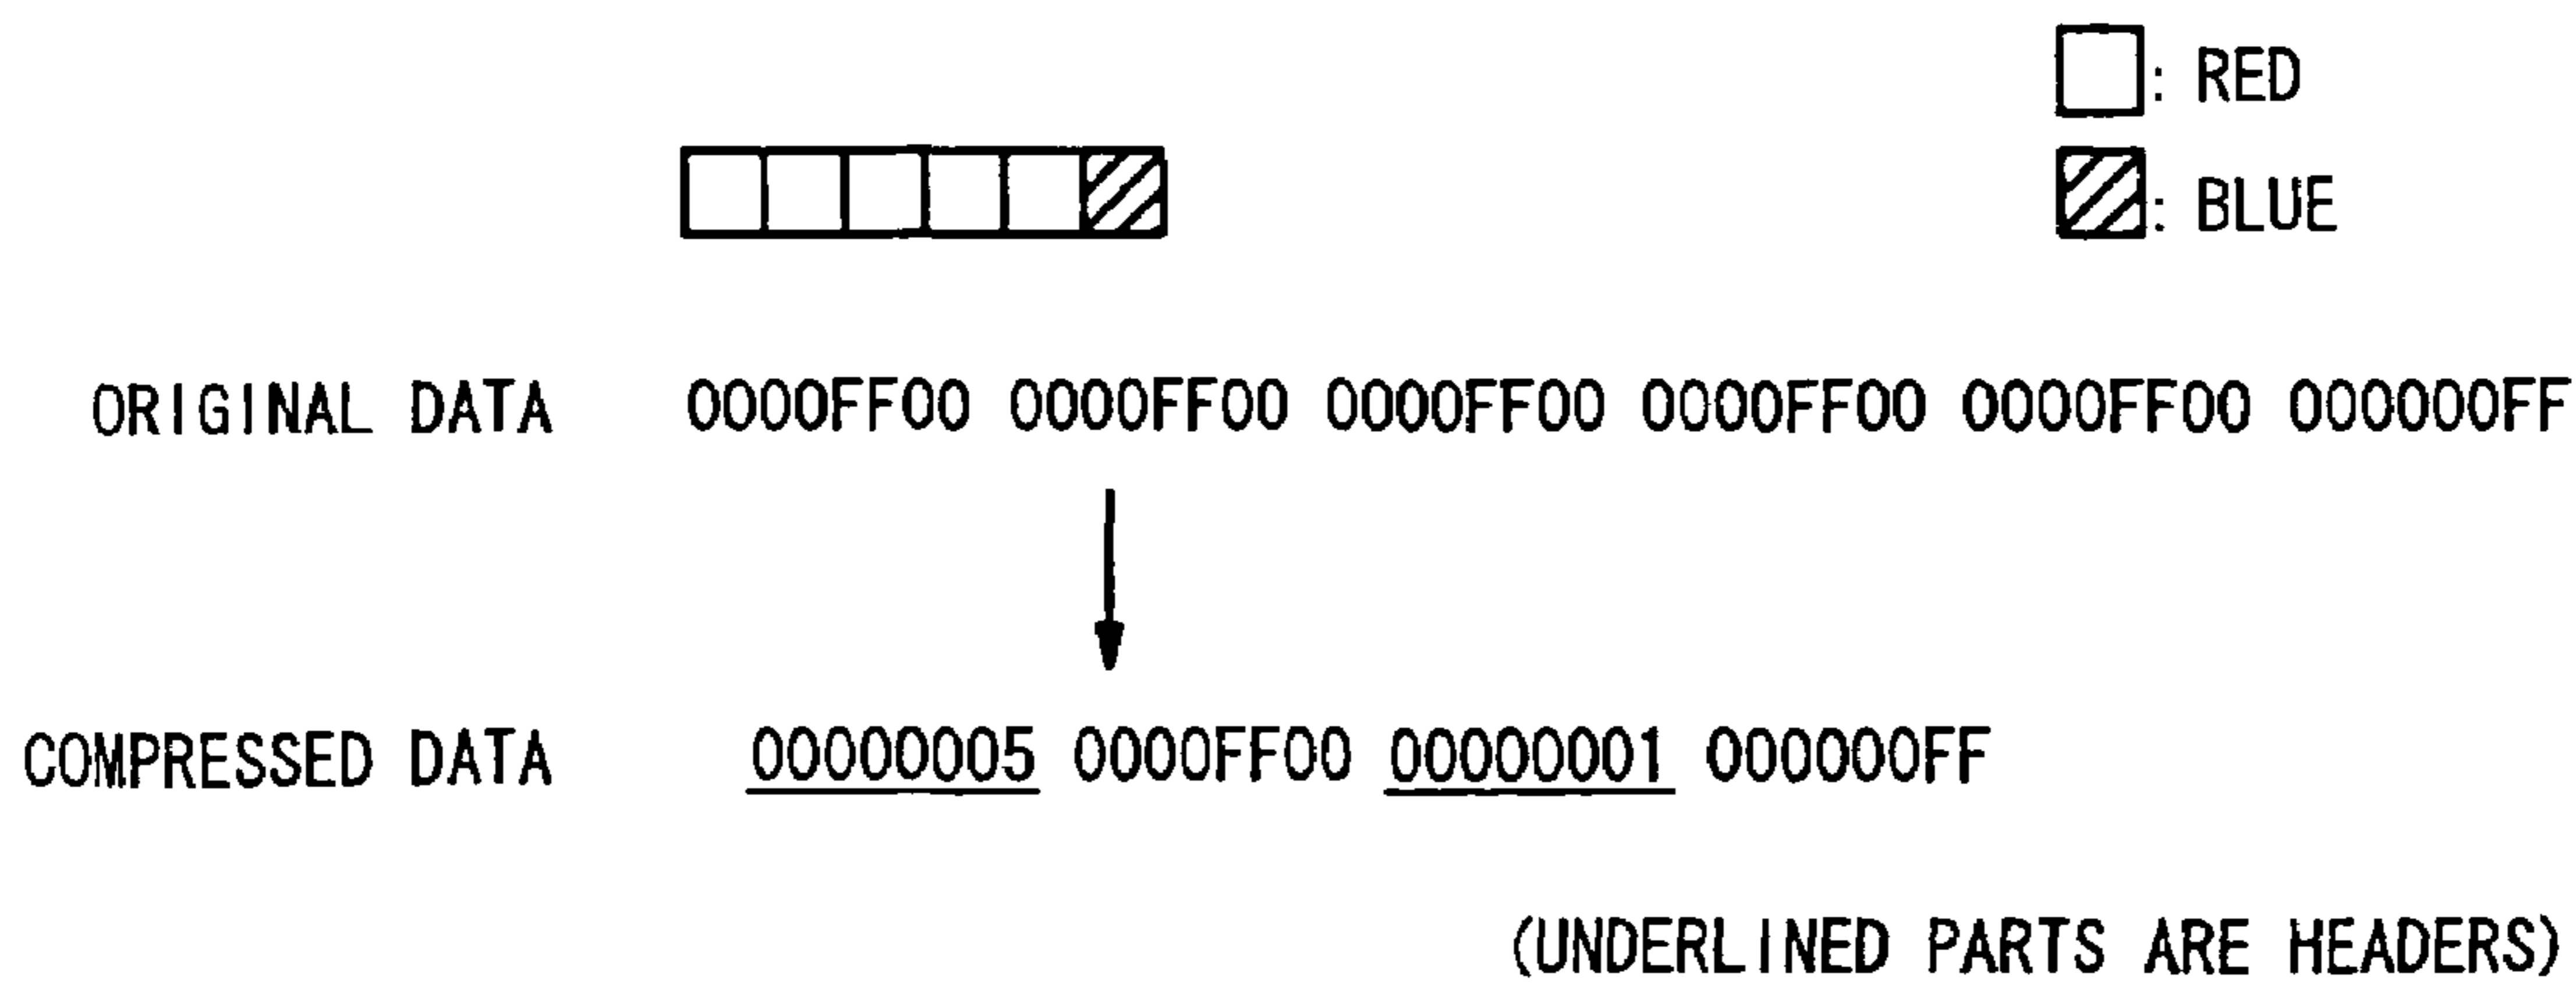 : RED
: BLUE
ORIGINAL DATA 0000FF00 0000FF00 0000FF00 0000FF00 0000FF00 000000FF
COMPRESSED DATA 00000005 0000FF00 00000001 000000FF
(UNDERLINED PARTS ARE HEADERS)